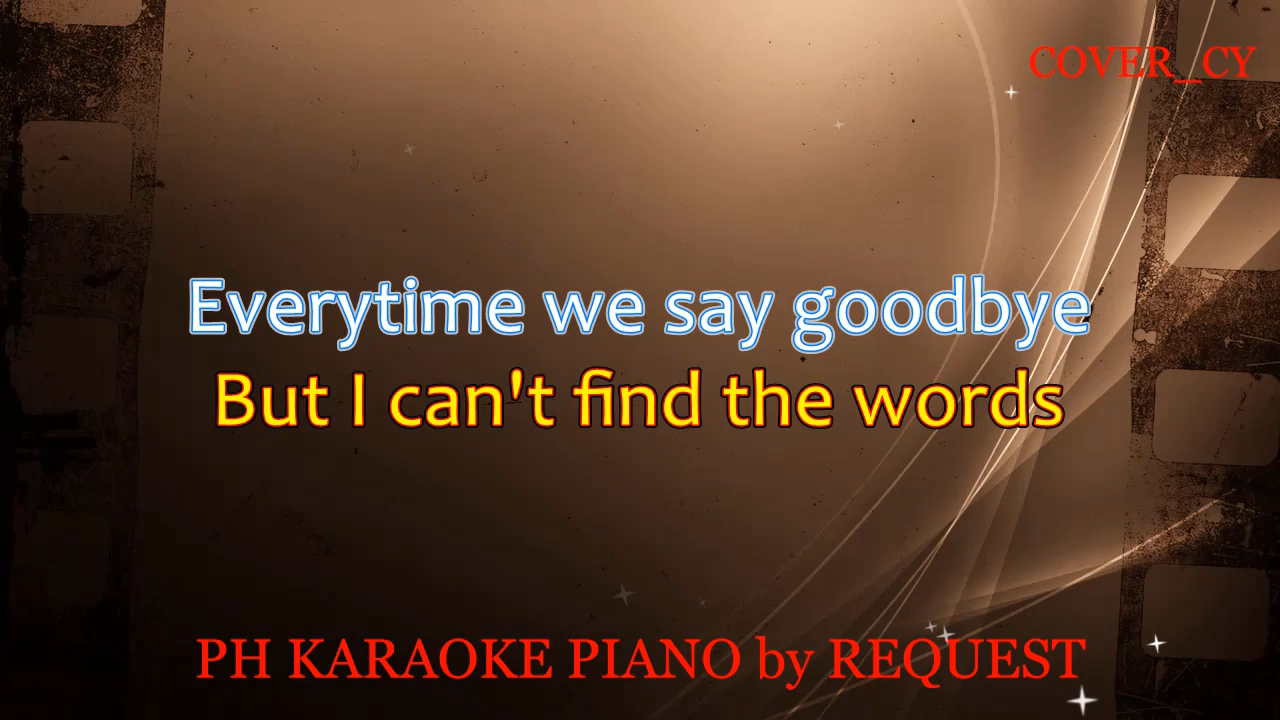 COVER_CY
Everytime we say goodbye
But I can't find the words
PH KARAOKE PIANO by REQUEST